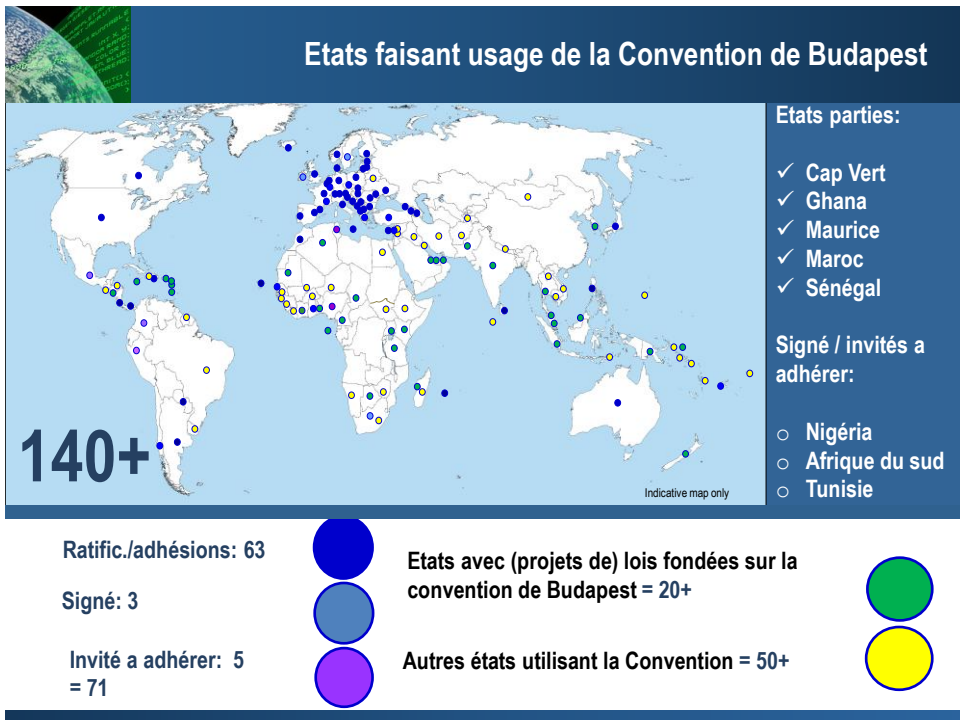 Etats faisant usage de la Convention de Budapest
Etats parties:
✓ Cap Vert
✓ Ghana
✓ Maurice
✓ Maroc
✓ Sénégal
Signé / invités a
adhérer:
○ Nigéria
○ Afrique du sud
○ Tunisie
140+
Indicative map only
Ratific./adhésions: 63
Signé: 3
Invité a adhérer: 5
= 71
Etats avec (projets de) lois fondées sur la
convention de Budapest = 20+
Autres états utilisant la Convention = 50+